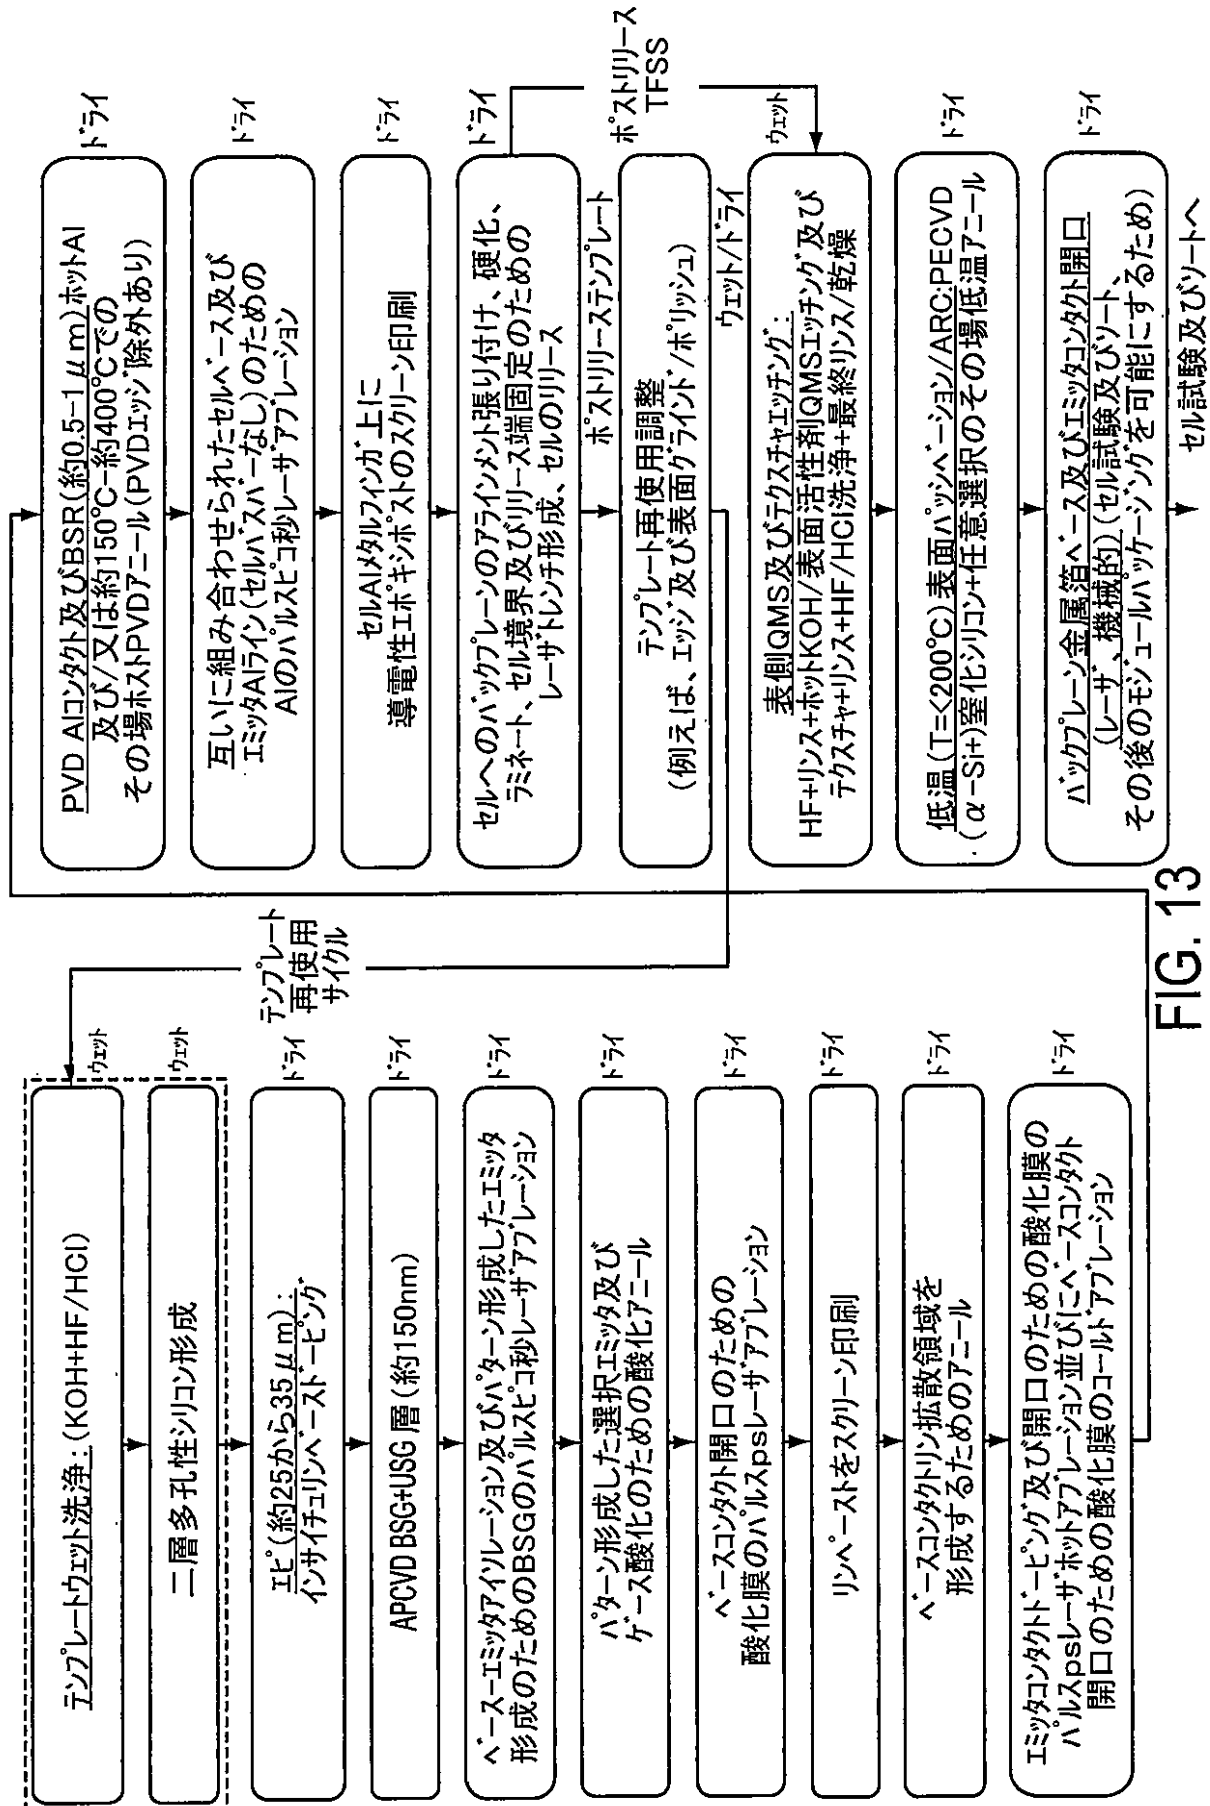 テンプレートウェット洗浄:(KOH+HF/HCl)
ウェット
二層多孔性シリコン形成
ウェット
エピ(約25から35μm):
インサイチュリンベースドーピング
ドライ
APCVD BSG+USG層(約150nm)
ドライ
ベースーエミッタアイソレーション及びパターン形成したエミッタ
形成のためのBSGのパルスピコ秒レーザアブレーション
ドライ
パターン形成した選択エミッタ及び
ゲース酸化のための酸化アニール
ドライ
ベースコンタクト開口のための
酸化膜のパルスpsレーザアブレーション
ドライ
リンペーストをスクリーン印刷
ドライ
ベースコンタクトリン拡散領域を
形成するためのアニール
ドライ
エミッタコンタクトドーピング及び開口のための酸化膜の
パルスpsレーザホットアブレーション並びにベースコンタクト
開口のための酸化膜のコールドアブレーション
ドライ
テンプレート
再使用
サイクル
PVD Alコンタクト及びBSR(約0.5-1μm)ホットAl
及び/又は約150℃-約400℃での
その場ホストPVDアニール(PVDエッジ除外あり)
ドライ
互いに組み合わせられたセルベース及び
エミッタAlライン(セルバスバーなし)のための
Alのパルスピコ秒レーザアブレーション
ドライ
セルAlメタルフィンガ上に
導電性エポキシポストのスクリーン印刷
ドライ
セルへのバックプレーンのアラインメント張り付け、硬化、
ラミネート、セル境界及びリリース端固定のための
レーザトレンチ形成、セルのリリース
ドライ
ポストリリーステンプレート
ポストリリース
TFSS
テンプレート再使用調整
(例えば、エッジ及び表面グラインド/ポリッシュ)
ウェット/ドライ
表側QMS及びテクスチャエッチング:
HF+リンス+ホットKOH/表面活性剤QMSエッチング及び
テクスチャ+リンス+HF/HCl洗浄+最終リンス/乾燥
ウェット
低温(T=<200℃)表面パッシベーション/ARC:PECVD
(α-Si+)窒化シリコン+任意選択のその場低温アニール
ドライ
バックプレーン金属箔ベース及びエミッタコンタクト開口
(レーザ、機械的)(セル試験及びソート、
その後のモジュールパッケージングを可能にするため)
ドライ
セル試験及びソートへ
FIG. 13